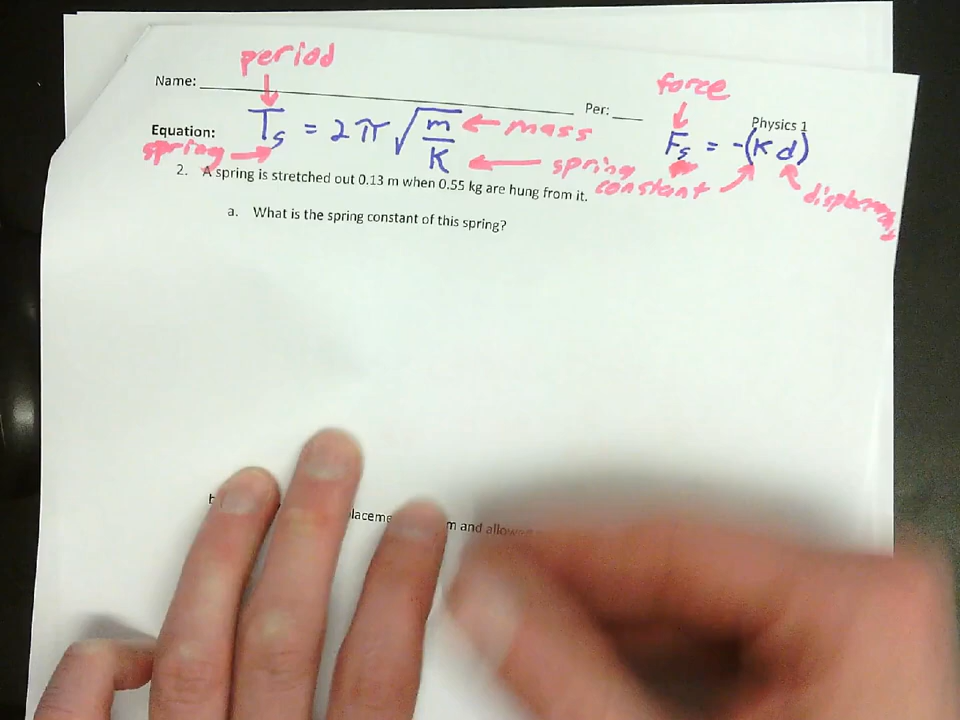 period
force
Name: Per:
Physics 1
Equation: Ts = 2π√m/K ← mass Fs = -(K d)
spring → ← spring constant
2. A spring is stretched out 0.13 m when 0.55 kg are hung from it.
a. What is the spring constant of this spring?
m and